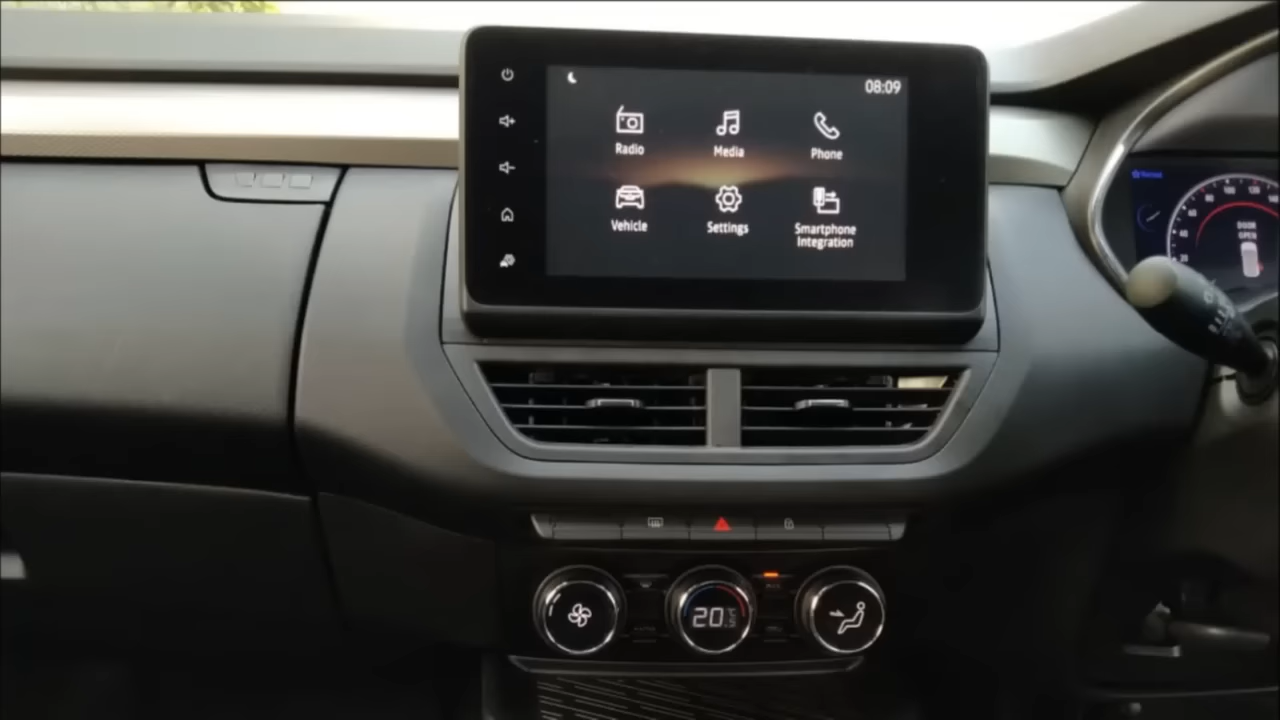 08:09
Radio
Media
Phone
Vehicle
Settings
Smartphone
Integration
DOOR
OPEN
20